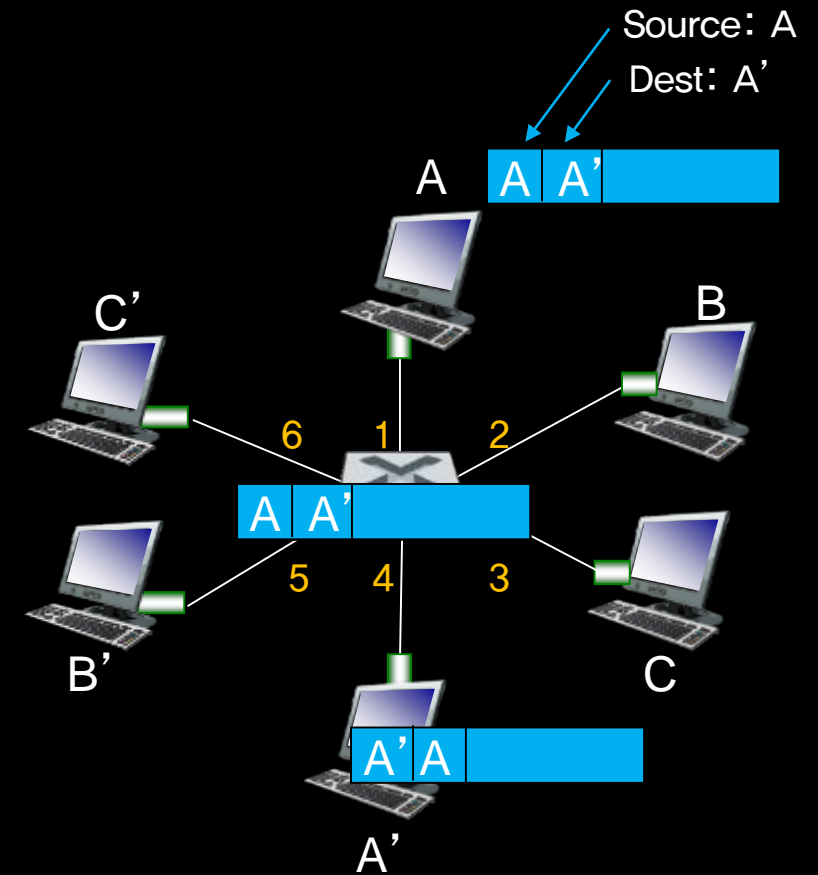 Source: A
Dest: A’
A
A A’
C’
B
6 1 2
A A’
5 4 3
B’
C
A’ A
A’